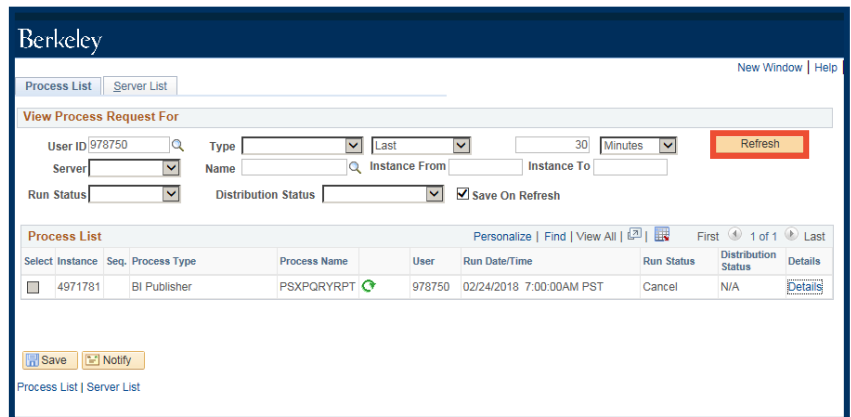 Berkeley
New Window | Help
Process List Server List
View Process Request For
User ID 978750 Type Last 30 Minutes Refresh
Server Name Instance From Instance To
Run Status Distribution Status Save On Refresh
Process List Personalize | Find | View All | | First 1 of 1 Last
Select Instance Seq. Process Type Process Name User Run Date/Time Run Status Distribution Status Details
4971781 BI Publisher PSXPQRYRPT 978750 02/24/2018 7:00:00AM PST Cancel N/A Details
Save Notify
Process List | Server List